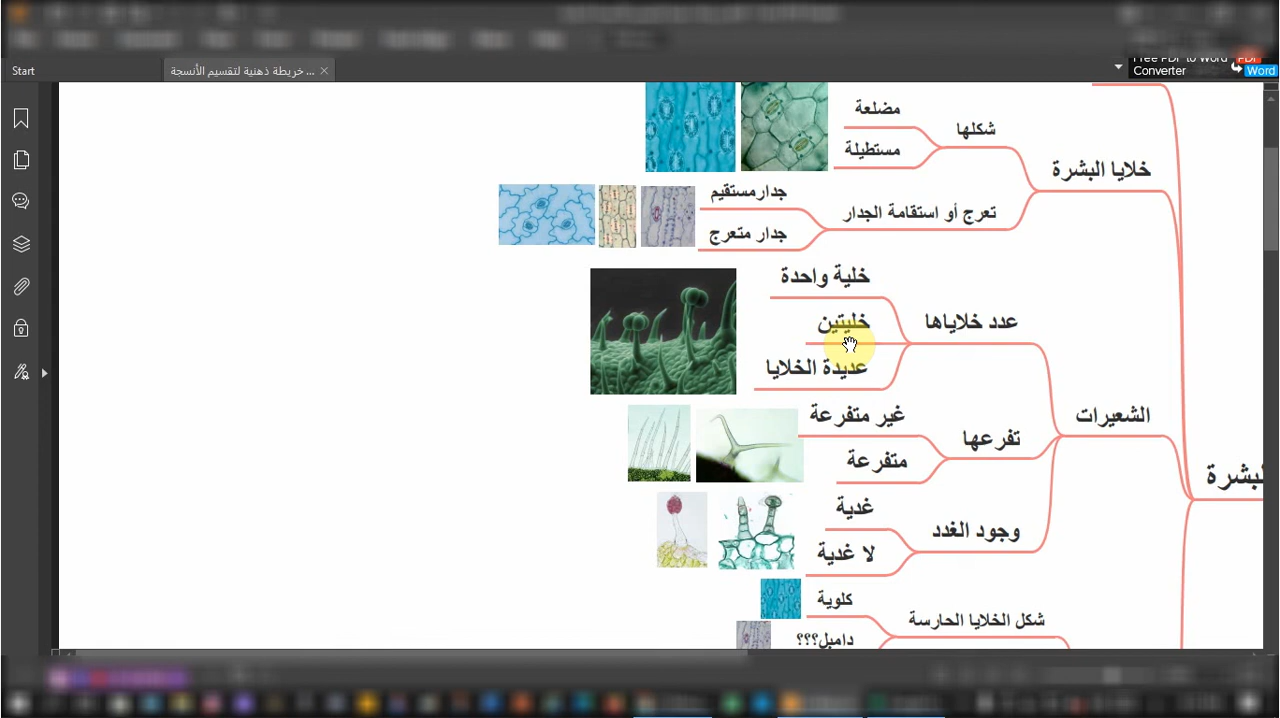 Start
خريطة ذهنية لتقسيم الأنسجة ...
Free PDF to Word
Converter
PDF
Word
مضلعة
شكلها
مستطيلة
خلايا البشرة
جدارمستقيم
تعرج أو استقامة الجدار
جدار متعرج
خلية واحدة
عدد خلاياها
خليتين
عديدة الخلايا
الشعيرات
غير متفرعة
تفرعها
متفرعة
البشرة
غدية
وجود الغدد
لا غدية
كلوية
شكل الخلايا الحارسة
دامبل؟؟؟